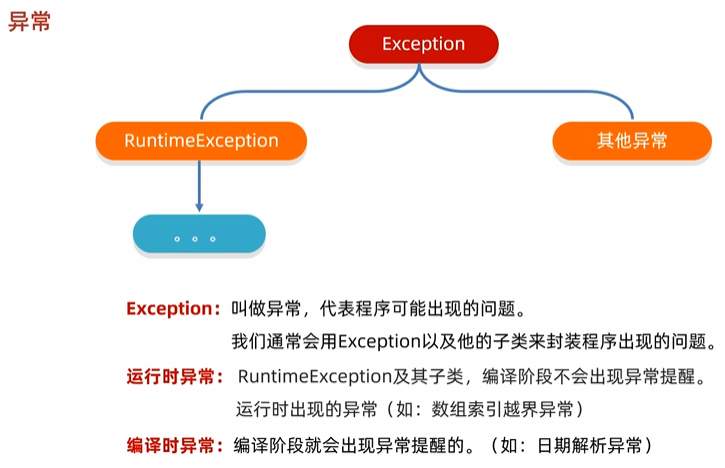 异常
Exception
RuntimeException
其他异常
。。。
Exception：叫做异常，代表程序可能出现的问题。
我们通常会用Exception以及他的子类来封装程序出现的问题。
运行时异常：RuntimeException及其子类，编译阶段不会出现异常提醒。
运行时出现的异常（如：数组索引越界异常）
编译时异常：编译阶段就会出现异常提醒的。（如：日期解析异常）